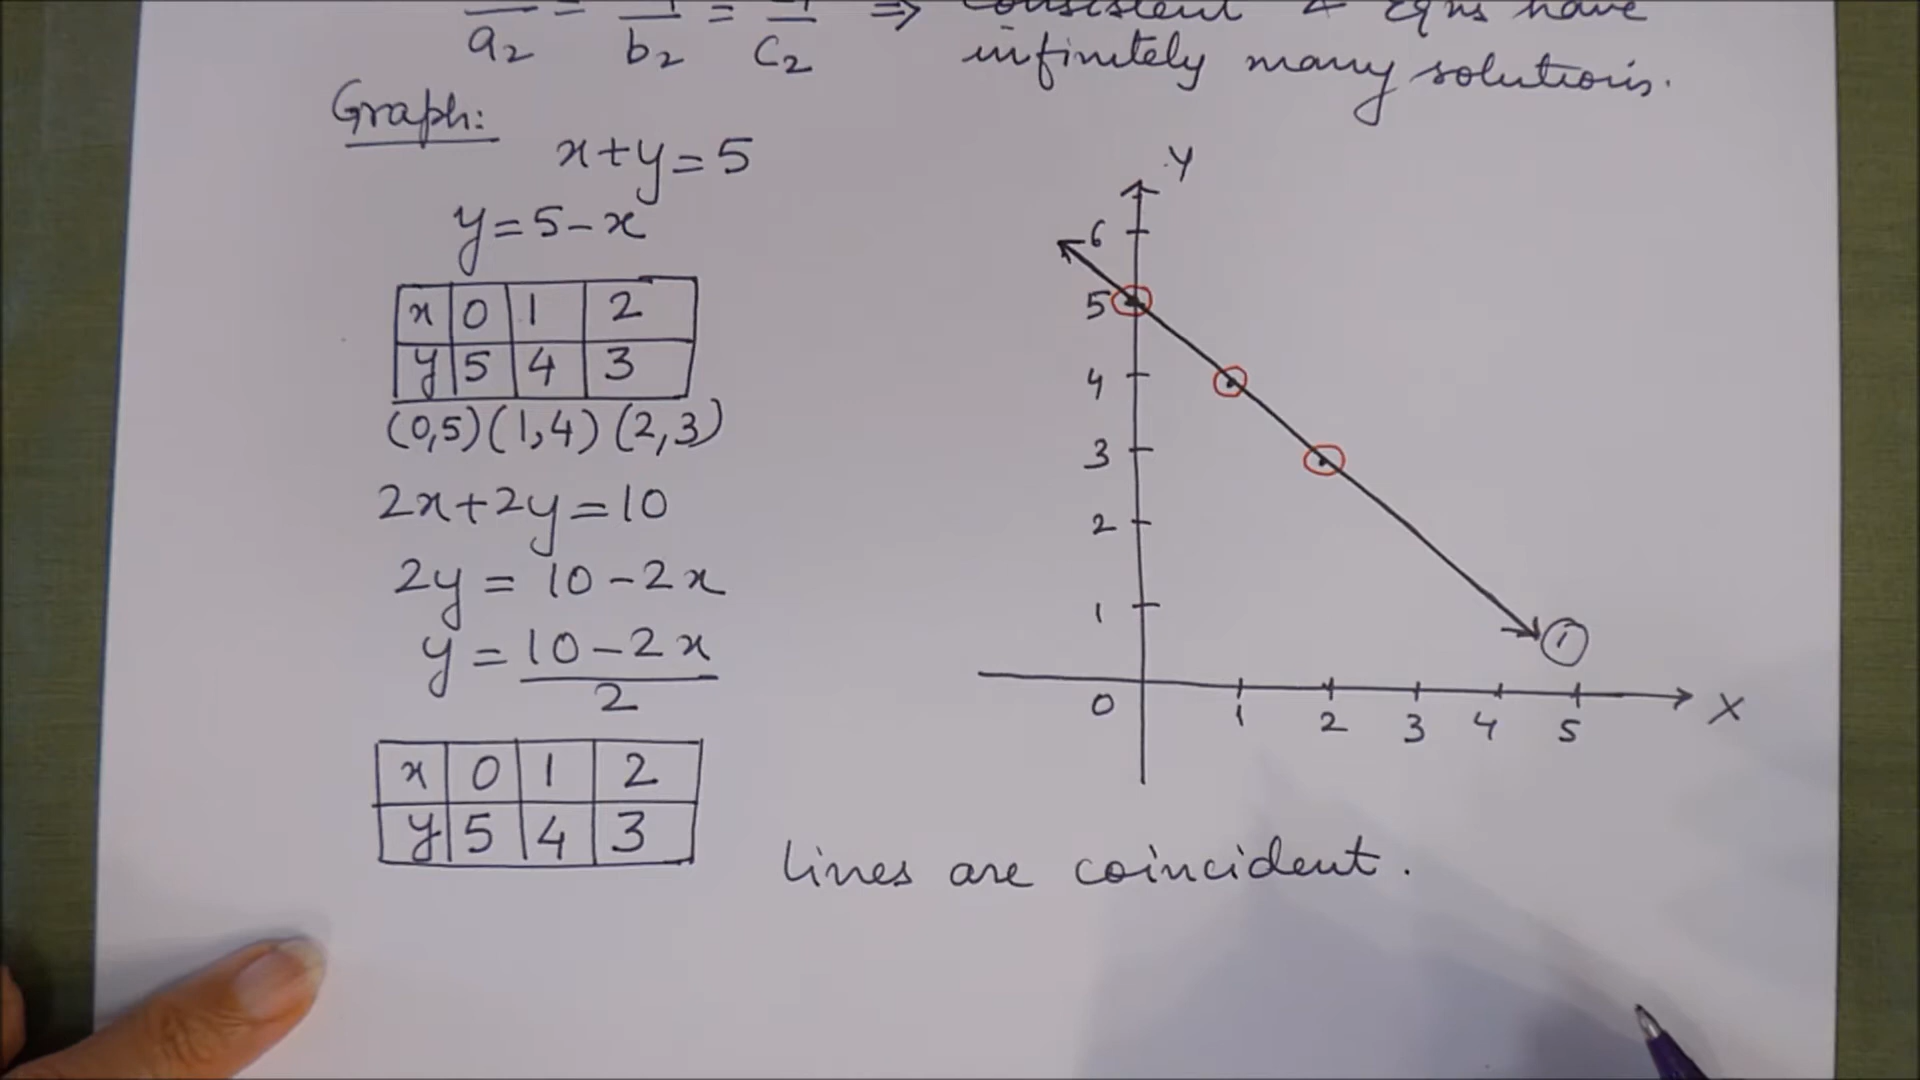 a2 = b2 = c2 ⇒ consistent & Eqns have
infinitely many solutions.
Graph:
x+y=5
y=5-x
x 0 1 2
y 5 4 3
(0,5) (1,4) (2,3)
2x+2y=10
2y = 10-2x
y = 10-2x
2
x 0 1 2
y 5 4 3
Y
6
5
4
3
2
1
0 1 2 3 4 5 X
lines are coincident.